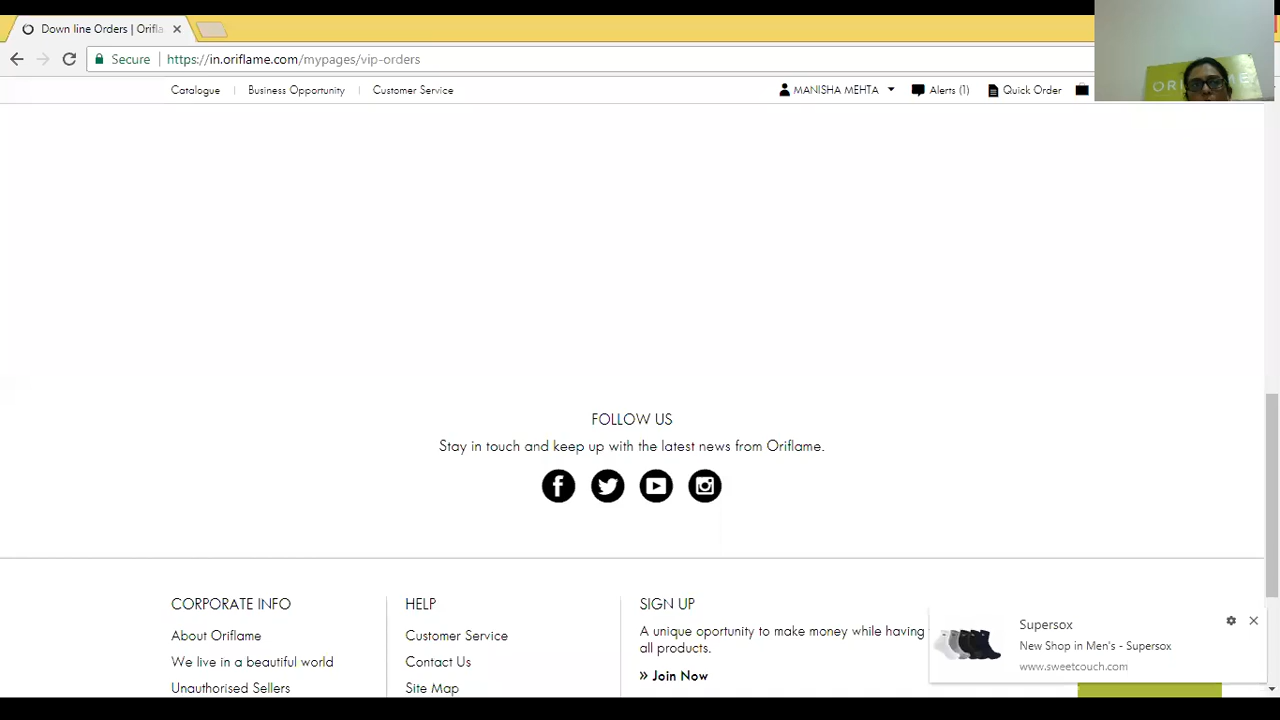 Down line Orders | Orifla
Secure https://in.oriflame.com/mypages/vip-orders
Catalogue Business Opportunity Customer Service MANISHA MEHTA Alerts (1) Quick Order
FOLLOW US
Stay in touch and keep up with the latest news from Oriflame.
CORPORATE INFO
About Oriflame
We live in a beautiful world
Unauthorised Sellers
HELP
Customer Service
Contact Us
Site Map
SIGN UP
A unique oportunity to make money while having
all products.
» Join Now
Supersox
New Shop in Men's - Supersox
www.sweetcouch.com